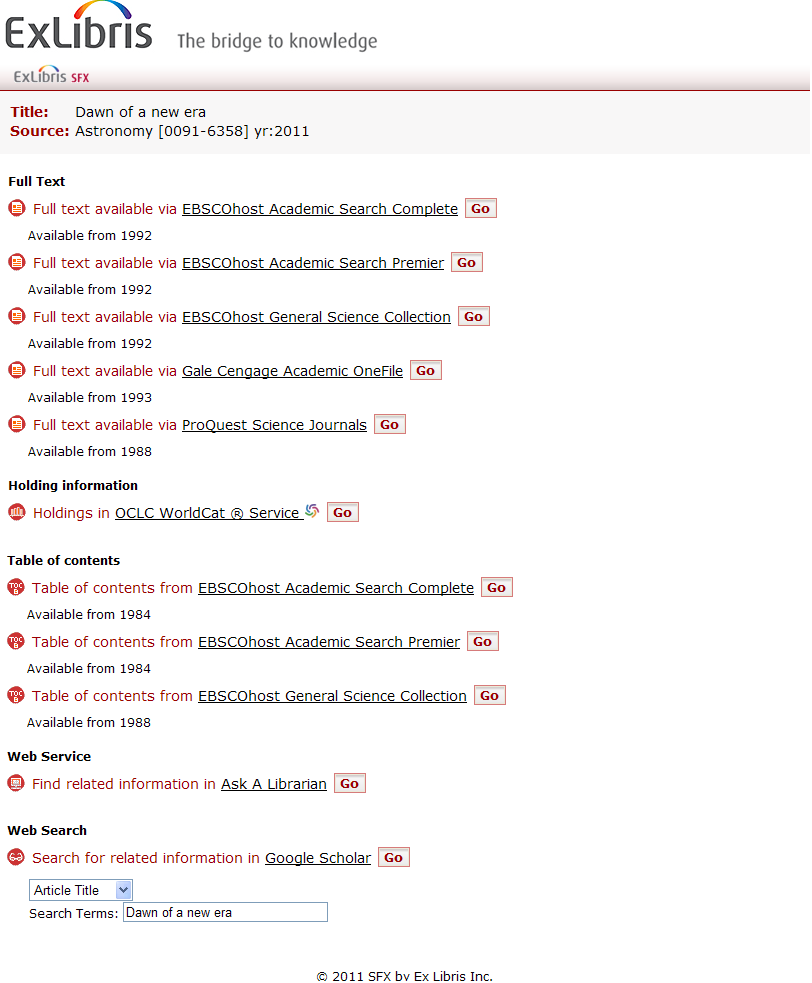 ExLibris The bridge to knowledge
ExLibris SFX
Title: Dawn of a new era
Source: Astronomy [0091-6358] yr:2011
Full Text
Full text available via EBSCOhost Academic Search Complete Go
Available from 1992
Full text available via EBSCOhost Academic Search Premier Go
Available from 1992
Full text available via EBSCOhost General Science Collection Go
Available from 1992
Full text available via Gale Cengage Academic OneFile Go
Available from 1993
Full text available via ProQuest Science Journals Go
Available from 1988
Holding information
Holdings in OCLC WorldCat ® Service Go
Table of contents
TOC B Table of contents from EBSCOhost Academic Search Complete Go
Available from 1984
TOC B Table of contents from EBSCOhost Academic Search Premier Go
Available from 1984
TOC B Table of contents from EBSCOhost General Science Collection Go
Available from 1988
Web Service
Find related information in Ask A Librarian Go
Web Search
Search for related information in Google Scholar Go
Article Title
Search Terms: Dawn of a new era
© 2011 SFX by Ex Libris Inc.